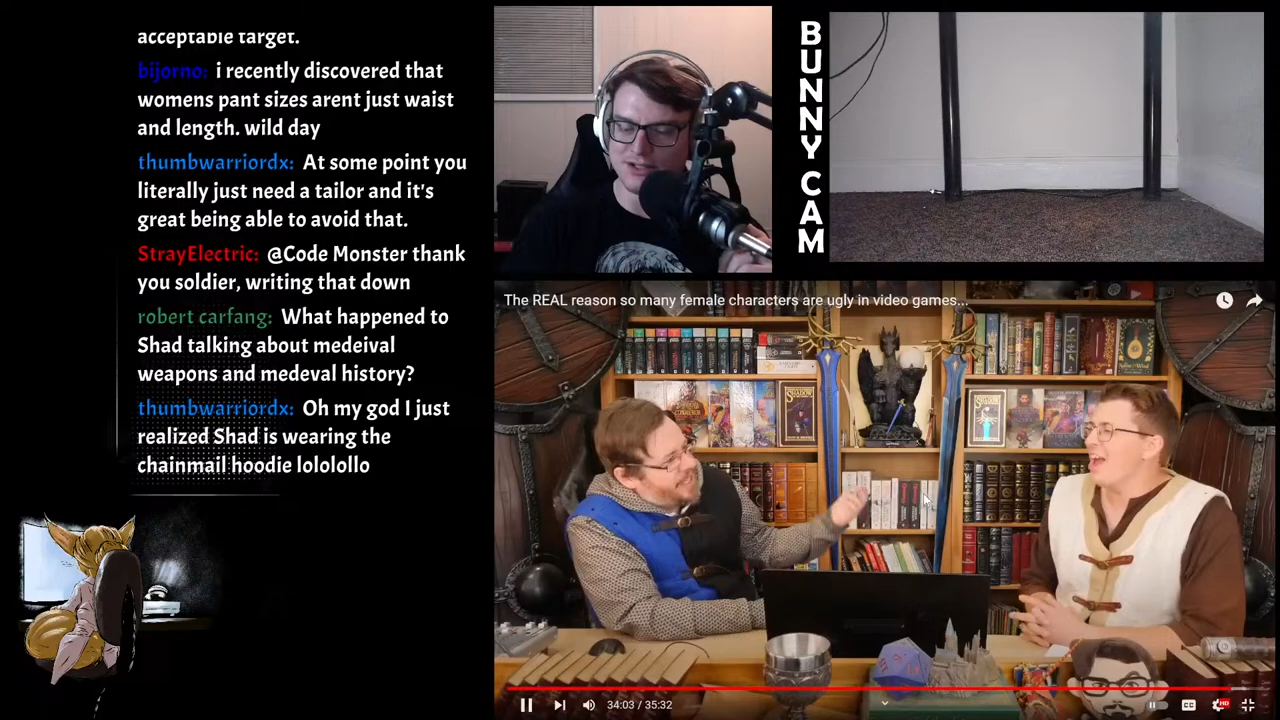 acceptable target.
bijorno: i recently discovered that
womens pant sizes arent just waist
and length. wild day
thumbwarriordx: At some point you
literally just need a tailor and it's
great being able to avoid that.
StrayElectric: @Code Monster thank
you soldier, writing that down
robert carfang: What happened to
Shad talking about medeival
weapons and medeval history?
thumbwarriordx: Oh my god I just
realized Shad is wearing the
chainmail hoodie lolololIo
BUNNY CAM
The REAL reason so many female characters are ugly in video games...
34:03 / 35:32
CC
HD